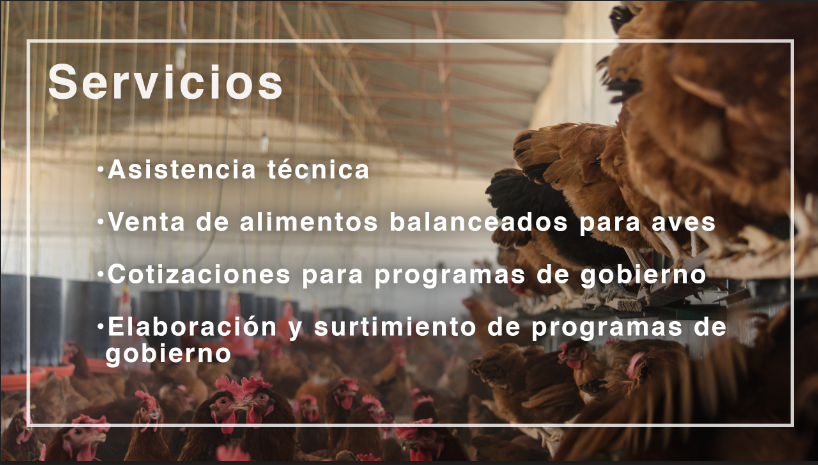 Servicios
•Asistencia técnica
•Venta de alimentos balanceados para aves
•Cotizaciones para programas de gobierno
•Elaboración y surtimiento de programas de
gobierno